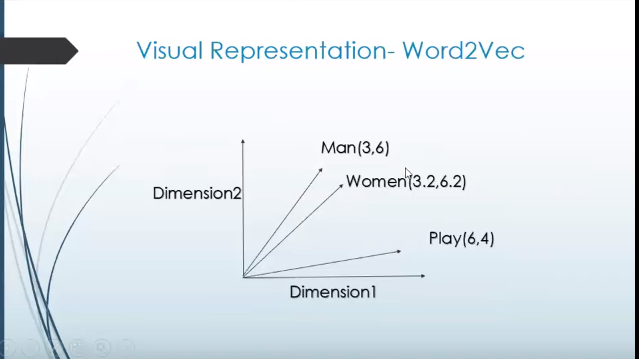 Visual Representation- Word2Vec
Man(3,6)
Women(3.2,6.2)
Dimension2
Play(6,4)
Dimension1